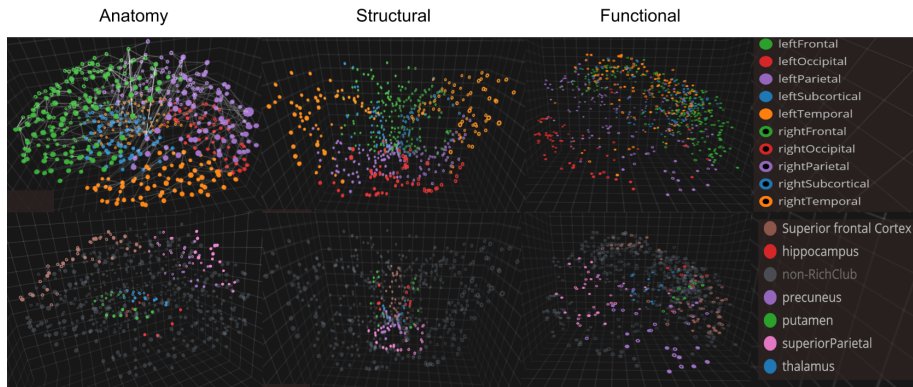 Anatomy Structural Functional
leftFrontal
leftOccipital
leftParietal
leftSubcortical
leftTemporal
rightFrontal
rightOccipital
rightParietal
rightSubcortical
rightTemporal
Superior frontal Cortex
hippocampus
non-RichClub
precuneus
putamen
superiorParietal
thalamus